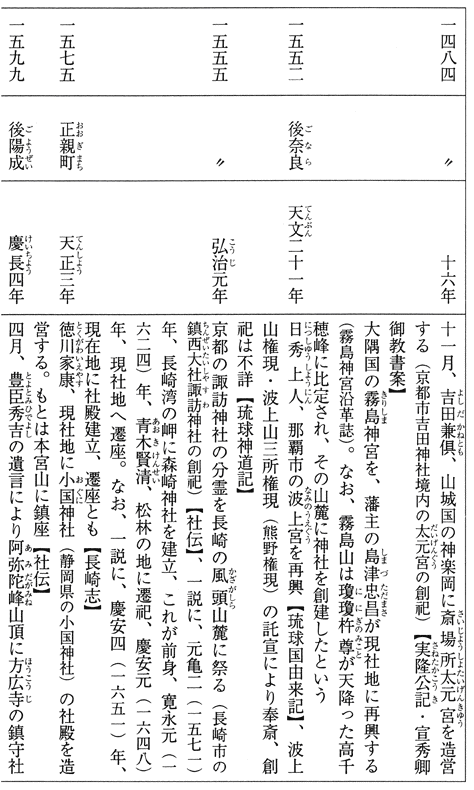 一四八四
〃
十六年
十一月、吉田兼倶、山城国の神楽岡に斎場所太元宮を造営
する（京都市吉田神社境内の太元宮の創祀）【実隆公記・宣秀卿
御教書案】
大隅国の霧島神宮を、藩主の島津忠昌が現社地に再興する
（霧島神宮沿革誌）。なお、霧島山は瓊瓊杵尊が天降った高千
穂峰に比定され、その山麓に神社を創建したという
一五五二
後奈良
天文二十一年
日秀上人、那覇市の波上宮を再興【琉球国由来記】、波上
山権現・波上山三所権現（熊野権現）の託宣により奉斎、創
祀は不詳【琉球神道記】
一五五五
〃
弘治元年
京都の諏訪神社の分霊を長崎の風頭山麓に祭る（長崎市の
鎮西大社諏訪神社の創祀）【社伝】、一説に、元亀二（一五七一）
年、長崎湾の岬に森崎神社を建立、これが前身、寛永元（一
六二四）年、青木賢清、松林の地に遷祀、慶安元（一六四八）
年、現社地へ遷座。なお、一説に、慶安四（一六五一）年、
現在地に社殿建立、遷座とも【長崎志】
一五七五
正親町
天正三年
徳川家康、現社地に小国神社（静岡県の小国神社）の社殿を造
営する。もとは本宮山に鎮座【社伝】
一五九九
後陽成
慶長四年
四月、豊臣秀吉の遺言により阿弥陀峰山頂に方広寺の鎮守社